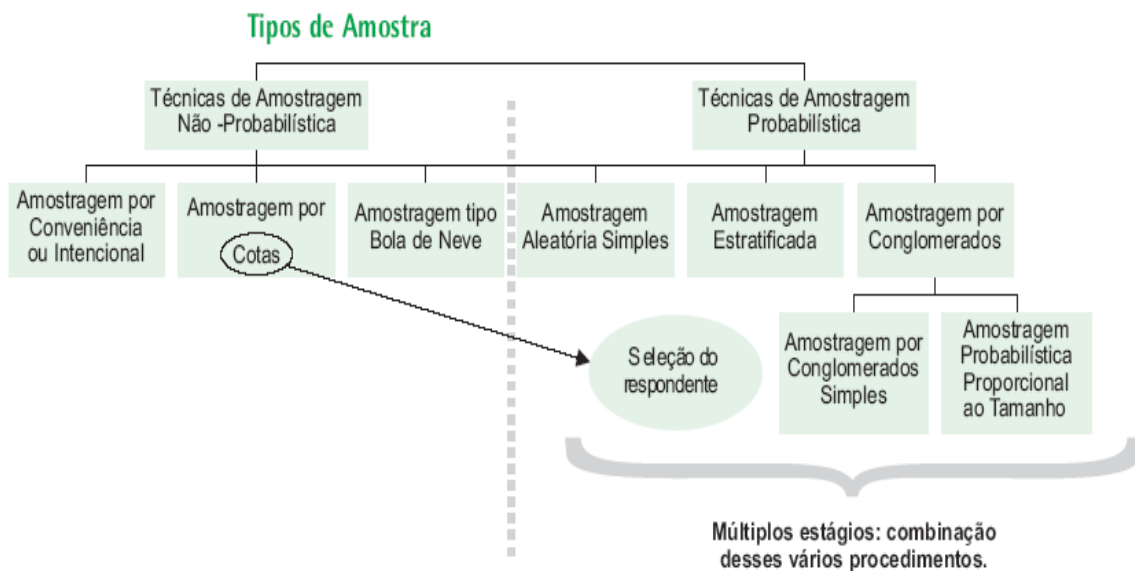 Tipos de Amostra
Técnicas de Amostragem
Não -Probabilística
Técnicas de Amostragem
Probabilística
Amostragem por
Conveniência
ou Intencional
Amostragem por
Cotas
Amostragem tipo
Bola de Neve
Amostragem
Aleatória Simples
Amostragem
Estratificada
Amostragem por
Conglomerados
Seleção do
respondente
Amostragem por
Conglomerados
Simples
Amostragem
Probabilística
Proporcional
ao Tamanho
Múltiplos estágios: combinação
desses vários procedimentos.